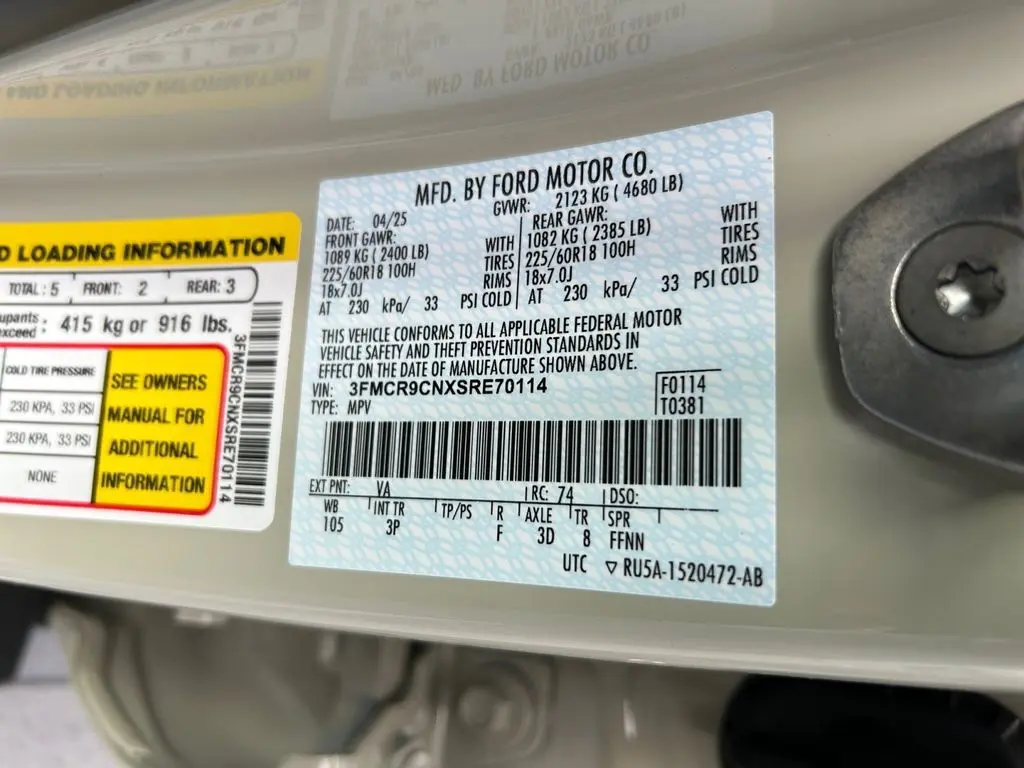 MFD. BY FORD MOTOR CO.
D LOADING INFORMATION
TOTAL: 5 FRONT: 2 REAR: 3
upants
exceed : 415 kg or 916 lbs.
COLD TIRE PRESSURE
230 KPA, 33 PSI
230 KPA, 33 PSI
NONE
SEE OWNERS
MANUAL FOR
ADDITIONAL
INFORMATION
3FMCR9CNXSRE70114
MFD. BY FORD MOTOR CO.
DATE: 04/25 GVWR: 2123 KG ( 4680 LB)
FRONT GAWR:
1089 KG ( 2400 LB) WITH
225/60R18 100H TIRES
18x7.0J RIMS
AT 230 kPa/ 33 PSI COLD
REAR GAWR:
1082 KG ( 2385 LB) WITH
225/60R18 100H TIRES
18x7.0J RIMS
AT 230 kPa/ 33 PSI COLD
THIS VEHICLE CONFORMS TO ALL APPLICABLE FEDERAL MOTOR
VEHICLE SAFETY AND THEFT PREVENTION STANDARDS IN
EFFECT ON THE DATE OF MANUFACTURE SHOWN ABOVE.
VIN: 3FMCR9CNXSRE70114 F0114
TYPE: MPV T0381
EXT PNT: VA RC: 74 DSO:
WB INT TR TP/PS R AXLE TR SPR
105 3P F 3D 8 FFNN
UTC ▽ RU5A-1520472-AB